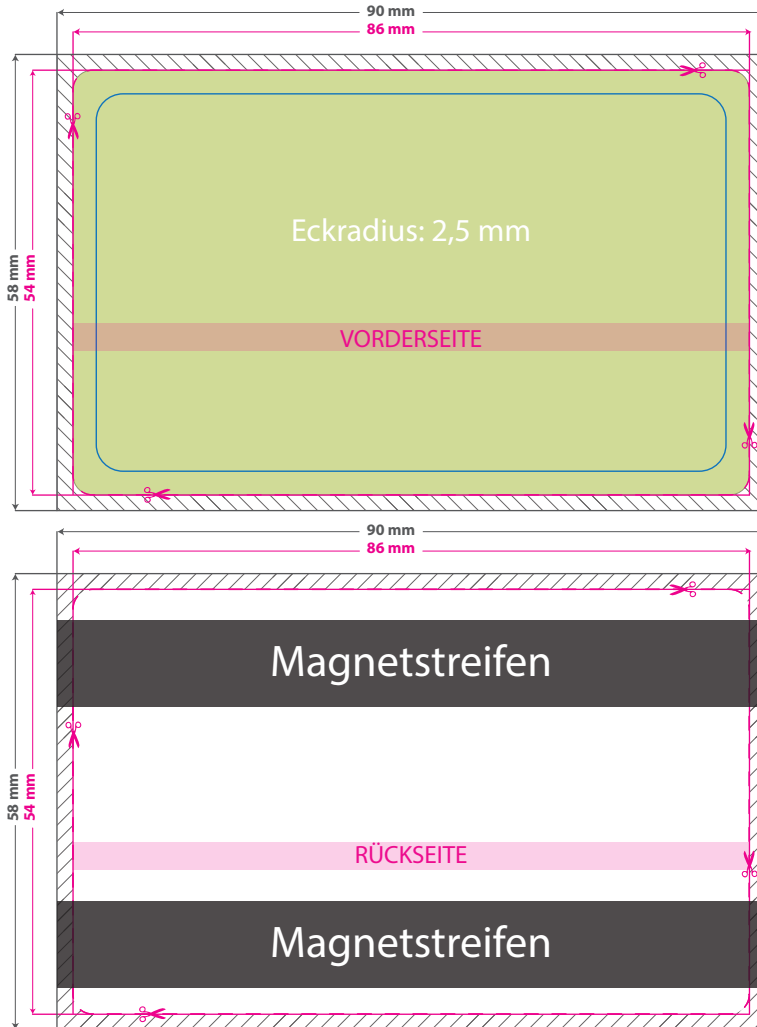 90 mm
86 mm
58 mm
54 mm
Eckradius: 2,5 mm
VORDERSEITE
90 mm
86 mm
58 mm
54 mm
Magnetstreifen
RÜCKSEITE
Magnetstreifen